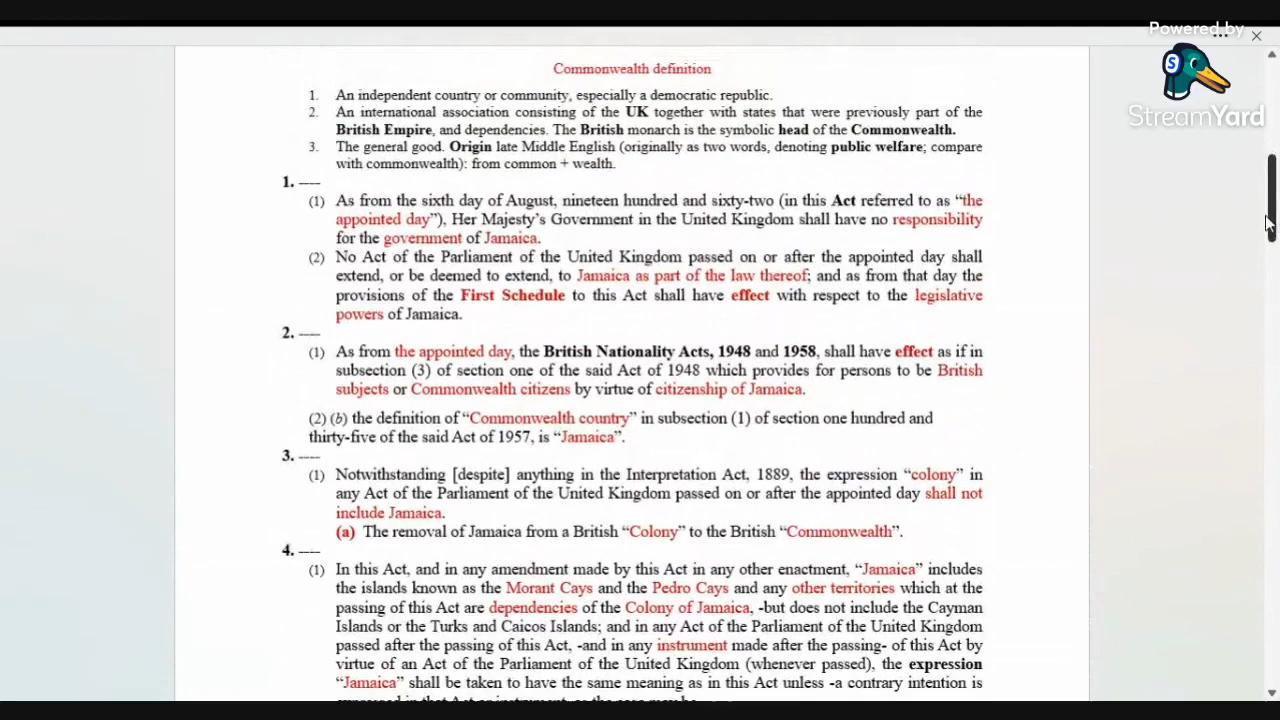 Powered by
StreamYard
Commonwealth definition
1. An independent country or community, especially a democratic republic.
2. An international association consisting of the UK together with states that were previously part of the
British Empire, and dependencies. The British monarch is the symbolic head of the Commonwealth.
3. The general good. Origin late Middle English (originally as two words, denoting public welfare; compare
with commonwealth): from common + wealth.
1. ----
(1) As from the sixth day of August, nineteen hundred and sixty-two (in this Act referred to as “the
appointed day”), Her Majesty’s Government in the United Kingdom shall have no responsibility
for the government of Jamaica.
(2) No Act of the Parliament of the United Kingdom passed on or after the appointed day shall
extend, or be deemed to extend, to Jamaica as part of the law thereof; and as from that day the
provisions of the First Schedule to this Act shall have effect with respect to the legislative
powers of Jamaica.
2. ----
(1) As from the appointed day, the British Nationality Acts, 1948 and 1958, shall have effect as if in
subsection (3) of section one of the said Act of 1948 which provides for persons to be British
subjects or Commonwealth citizens by virtue of citizenship of Jamaica.
(2) (b) the definition of “Commonwealth country” in subsection (1) of section one hundred and
thirty-five of the said Act of 1957, is “Jamaica”.
3. ----
(1) Notwithstanding [despite] anything in the Interpretation Act, 1889, the expression “colony” in
any Act of the Parliament of the United Kingdom passed on or after the appointed day shall not
include Jamaica.
(a) The removal of Jamaica from a British “Colony” to the British “Commonwealth”.
4. ----
(1) In this Act, and in any amendment made by this Act in any other enactment, “Jamaica” includes
the islands known as the Morant Cays and the Pedro Cays and any other territories which at the
passing of this Act are dependencies of the Colony of Jamaica, -but does not include the Cayman
Islands or the Turks and Caicos Islands; and in any Act of the Parliament of the United Kingdom
passed after the passing of this Act, -and in any instrument made after the passing- of this Act by
virtue of an Act of the Parliament of the United Kingdom (whenever passed), the expression
“Jamaica” shall be taken to have the same meaning as in this Act unless -a contrary intention is